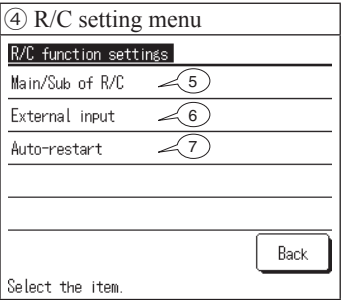 ④ R/C setting menu
R/C function settings
Main/Sub of R/C ⑤
External input ⑥
Auto-restart ⑦
Back
Select the item.